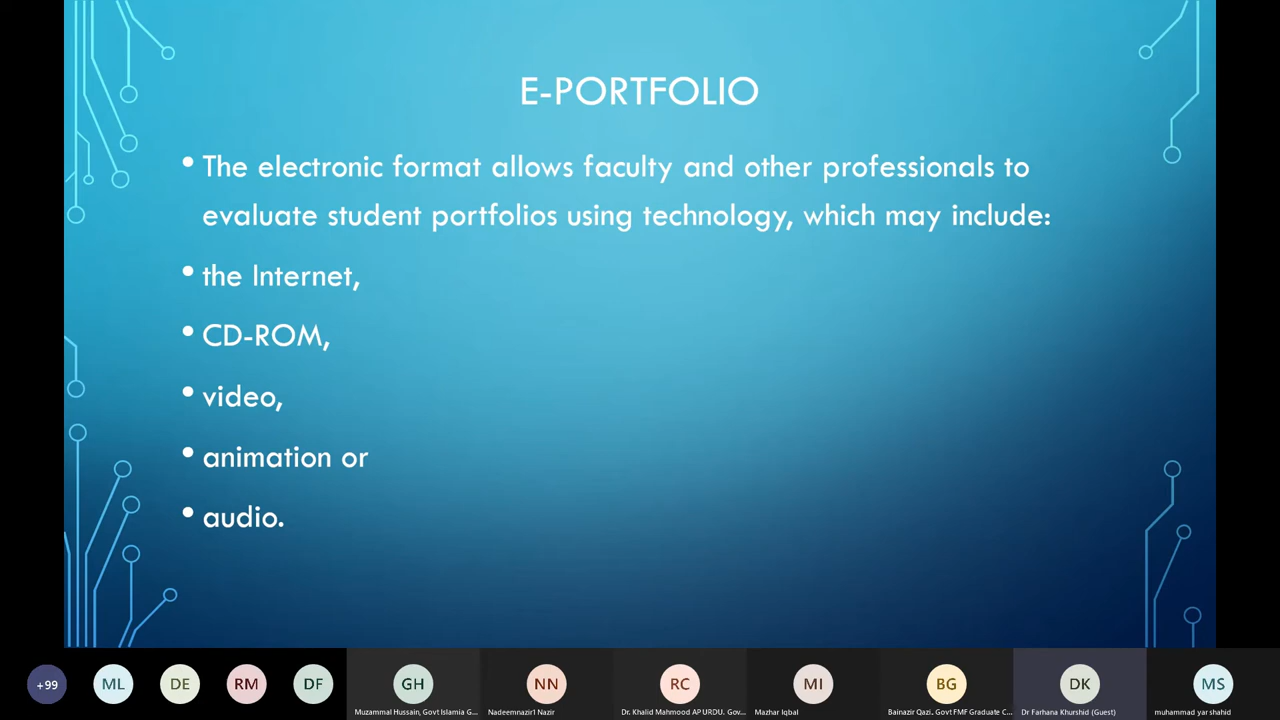 E-PORTFOLIO
• The electronic format allows faculty and other professionals to
evaluate student portfolios using technology, which may include:
• the Internet,
• CD-ROM,
• video,
• animation or
• audio.
+99 ML DE RM DF GH NN RC MI BG DK MS
Muzammal Hussain, Govt Islamia G... Nadeemnazir1 Nazir Dr. Khalid Mahmood AP URDU. Gov... Mazhar Iqbal Bainazir Qazi. Govt FMF Graduate C... Dr Farhana Khurshid (Guest) muhammad yar shahid